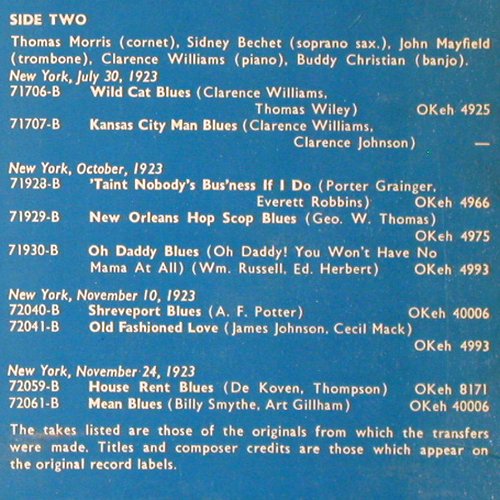 SIDE TWO
Thomas Morris (cornet), Sidney Bechet (soprano sax.), John Mayfield
(trombone), Clarence Williams (piano), Buddy Christian (banjo).
New York, July 30, 1923
71706-B Wild Cat Blues (Clarence Williams,
Thomas Wiley) OKeh 4925
71707-B Kansas City Man Blues (Clarence Williams,
Clarence Johnson) —
New York, October, 1923
71928-B 'Taint Nobody's Bus'ness If I Do (Porter Grainger,
Everett Robbins) OKeh 4966
71929-B New Orleans Hop Scop Blues (Geo. W. Thomas)
OKeh 4975
71930-B Oh Daddy Blues (Oh Daddy! You Won't Have No
Mama At All) (Wm. Russell, Ed. Herbert) OKeh 4993
New York, November 10, 1923
72040-B Shreveport Blues (A. F. Potter) OKeh 40006
72041-B Old Fashioned Love (James Johnson, Cecil Mack)
OKeh 4993
New York, November 24, 1923
72059-B House Rent Blues (De Koven, Thompson) OKeh 8171
72061-B Mean Blues (Billy Smythe, Art Gillham) OKeh 40006
The takes listed are those of the originals from which the transfers
were made. Titles and composer credits are those which appear on
the original record labels.